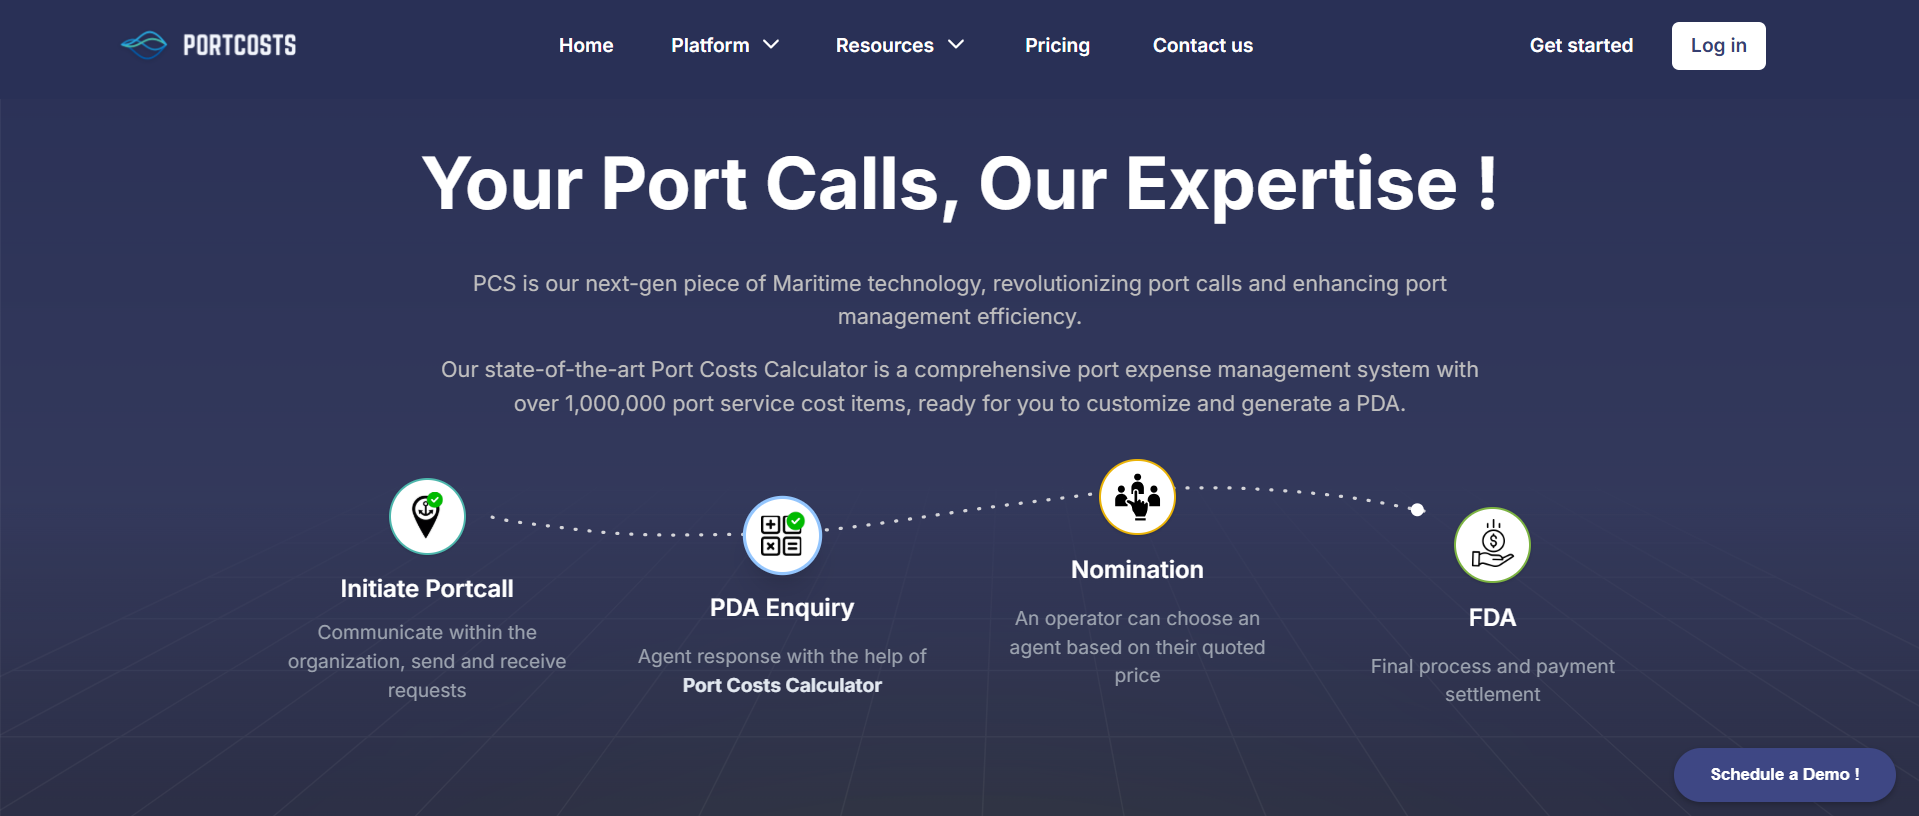 PORTCOSTS
Home
Platform
Resources
Pricing
Contact us
Get started
Log in
Your Port Calls, Our Expertise !
PCS is our next-gen piece of Maritime technology, revolutionizing port calls and enhancing port
management efficiency.
Our state-of-the-art Port Costs Calculator is a comprehensive port expense management system with
over 1,000,000 port service cost items, ready for you to customize and generate a PDA.
Initiate Portcall
Communicate within the
organization, send and receive
requests
PDA Enquiry
Agent response with the help of
Port Costs Calculator
Nomination
An operator can choose an
agent based on their quoted
price
FDA
Final process and payment
settlement
Schedule a Demo !